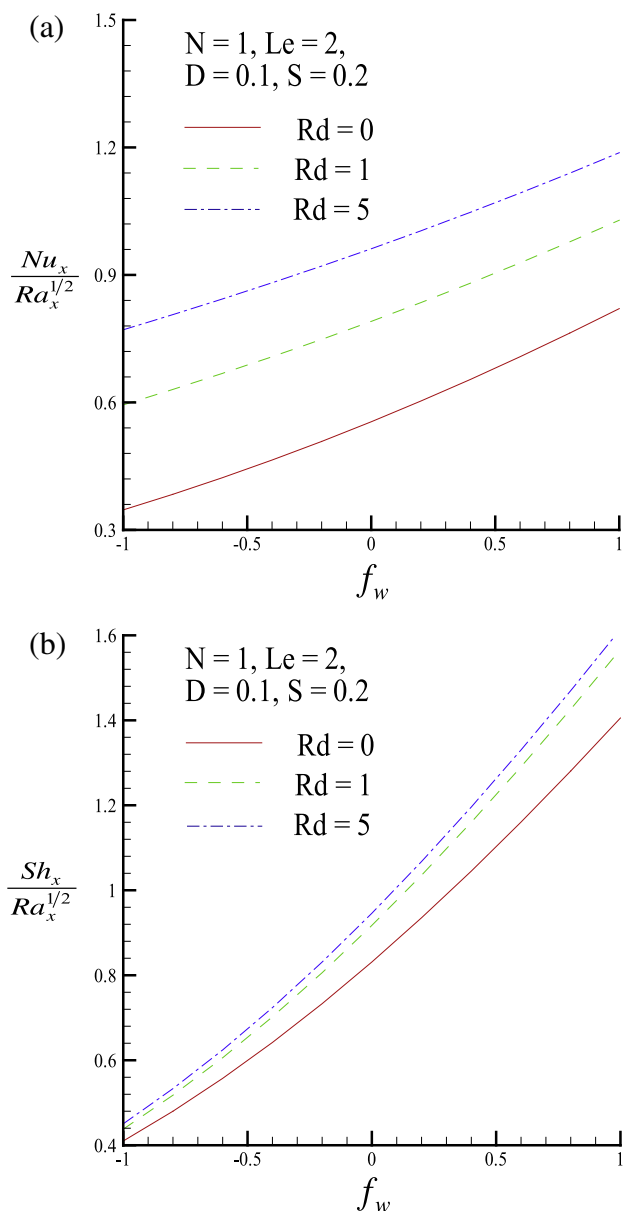 (a)
N = 1, Le = 2,
D = 0.1, S = 0.2
Rd = 0
Rd = 1
Rd = 5
1.5
1.2
0.9
0.6
0.3
Nu_x
Ra_x^{1/2}
-1
-0.5
0
0.5
1
f_w
(b)
N = 1, Le = 2,
D = 0.1, S = 0.2
Rd = 0
Rd = 1
Rd = 5
1.6
1.4
1.2
1
0.8
0.6
0.4
Sh_x
Ra_x^{1/2}
-1
-0.5
0
0.5
1
f_w